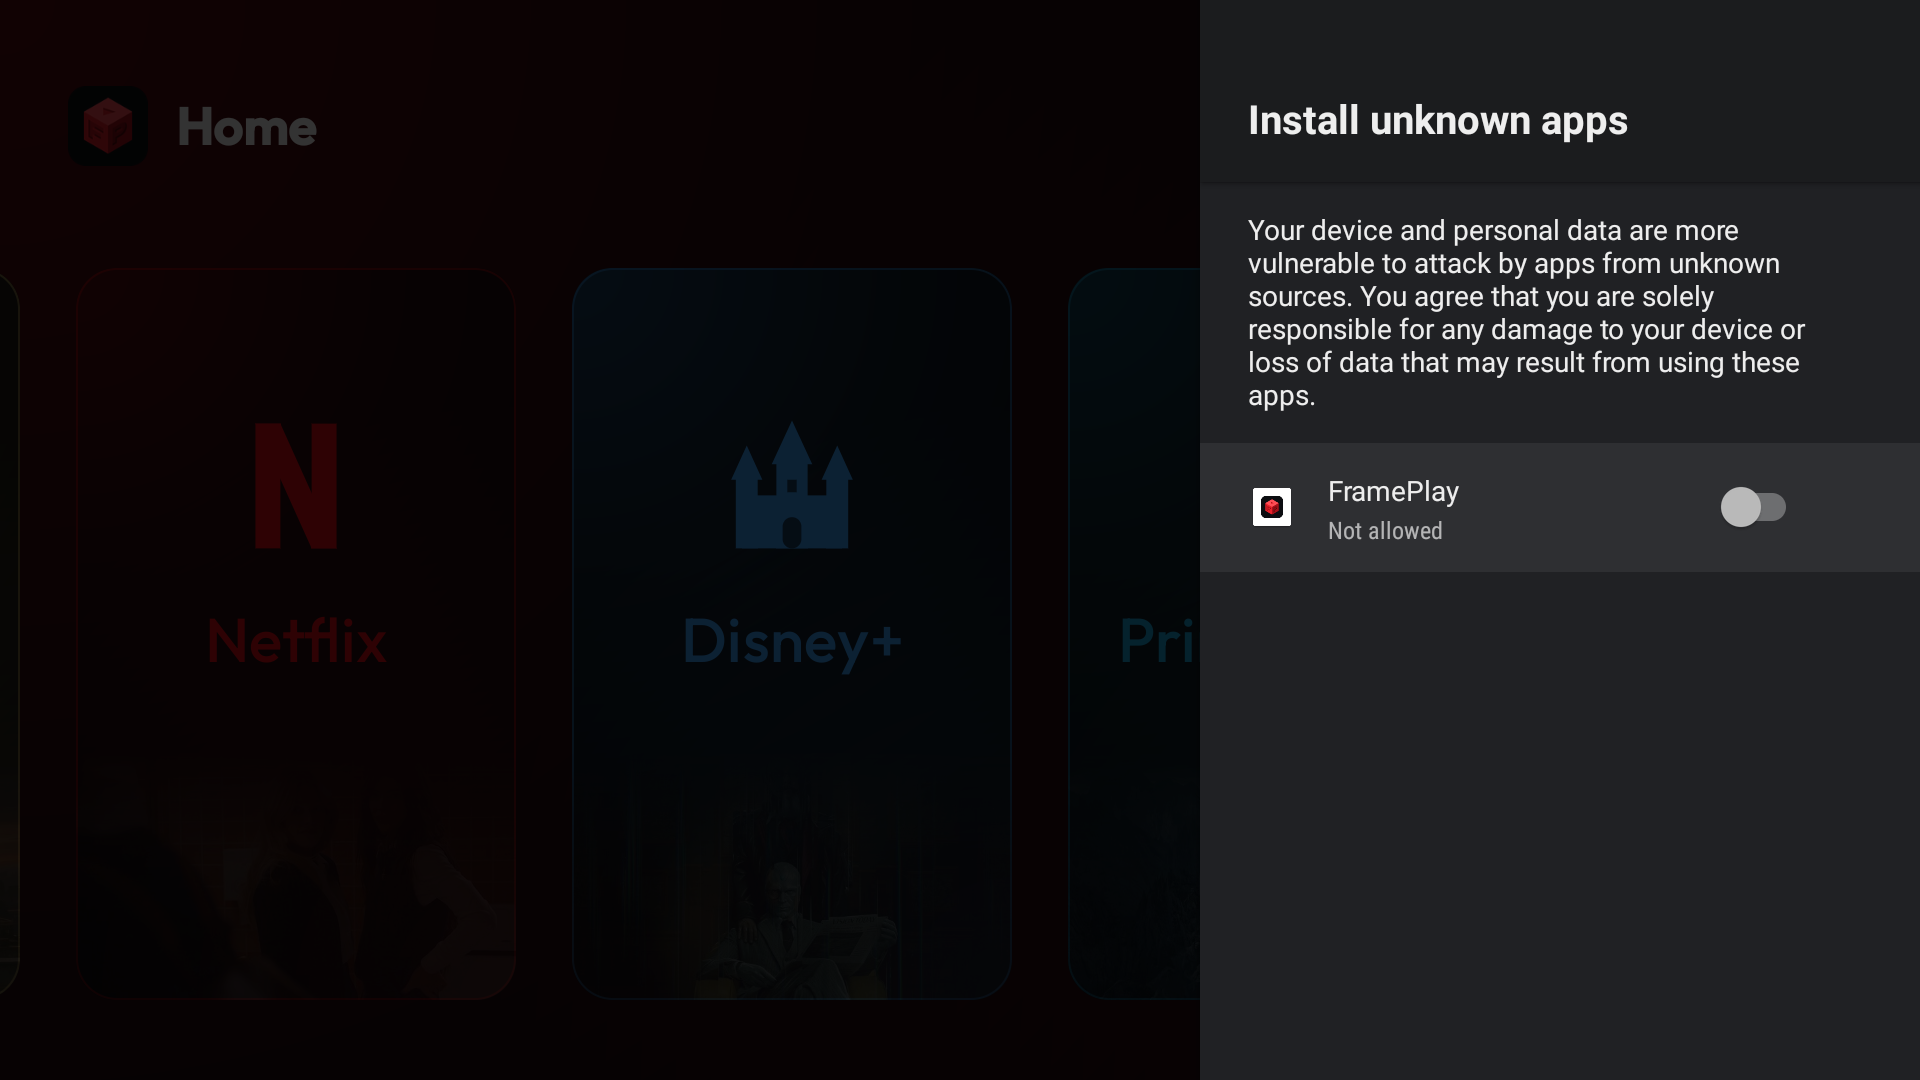 Home
Netflix
Disney+
Pri
Install unknown apps
Your device and personal data are more
vulnerable to attack by apps from unknown
sources. You agree that you are solely
responsible for any damage to your device or
loss of data that may result from using these
apps.
FramePlay
Not allowed